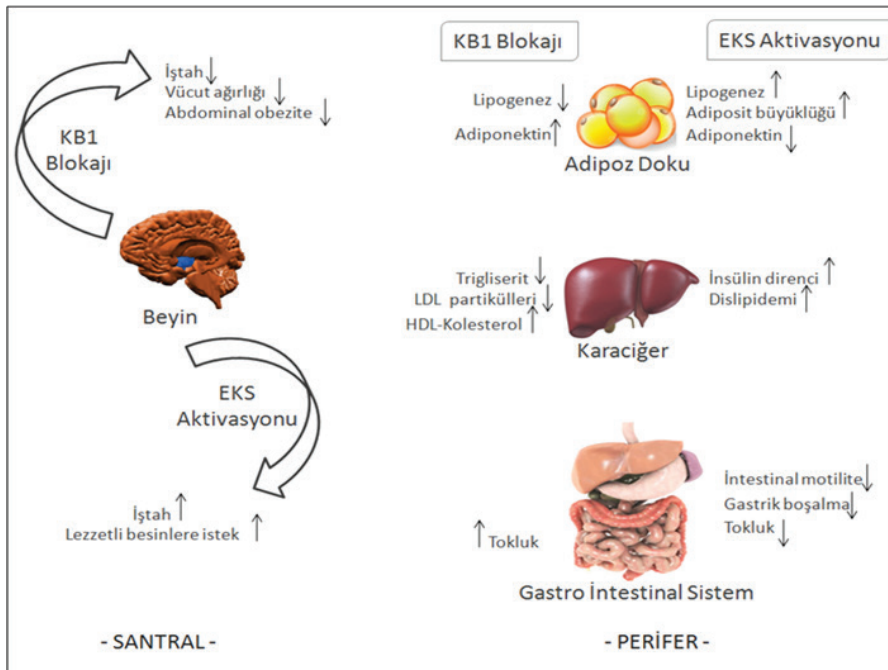 İştah ↓
Vücut ağırlığı ↓
Abdominal obezite ↓
KB1
Blokajı
Beyin
EKS
Aktivasyonu
İştah ↑
Lezzetli besinlere istek ↑
- SANTRAL -
KB1 Blokajı
EKS Aktivasyonu
Lipogenez ↓
Adiponektin ↑
Lipogenez ↑
Adiposit büyüklüğü ↑
Adiponektin ↓
Adipoz Doku
Trigliserit ↓
LDL partikülleri ↓
HDL-Kolesterol ↑
İnsülin direnci ↑
Dislipidemi ↑
Karaciğer
↑ Tokluk
İntestinal motilite ↓
Gastrik boşalma ↓
Tokluk ↓
Gastro İntestinal Sistem
- PERİFER -